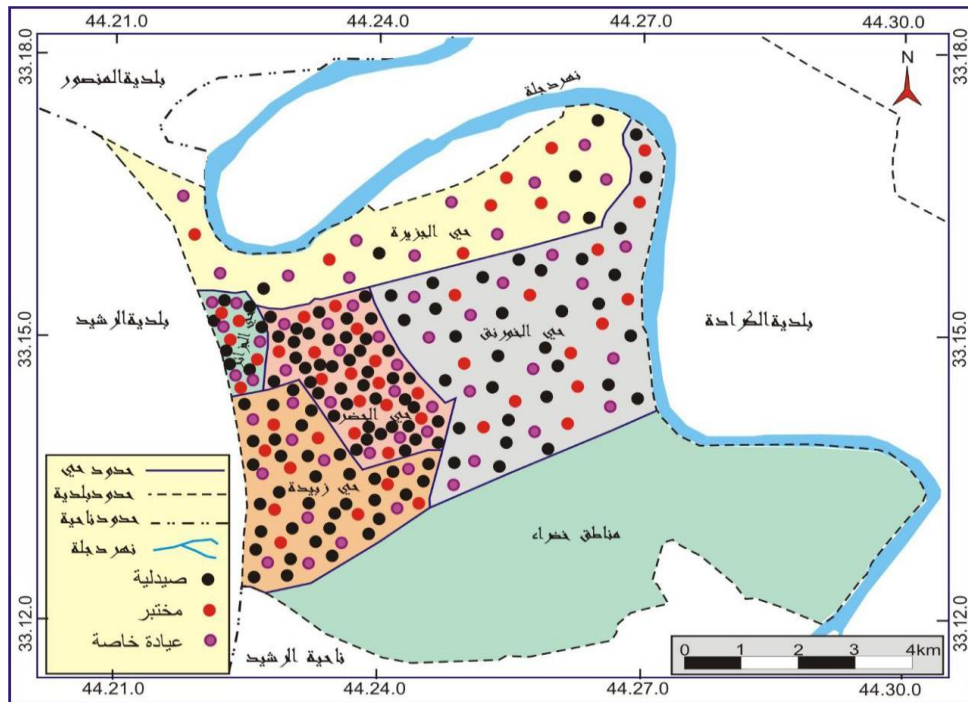 44.21.0 44.24.0 44.27.0 44.30.0
33.18.0
33.18.0
N
بلدية المنصور
نهر دجلة
حي الجزيرة
بلدية الرشيد
بلدية الكرادة
33.15.0
33.15.0
حي الخورنق
حي الحضر
حي زبيدة
مناطق خضراء
حدود حي
حدود بلدية
حدود ناحية
نهر دجلة
صيدلية
مختبر
عيادة خاصة
33.12.0
33.12.0
ناحية الرشيد
0 1 2 3 4km
44.21.0 44.24.0 44.27.0 44.30.0